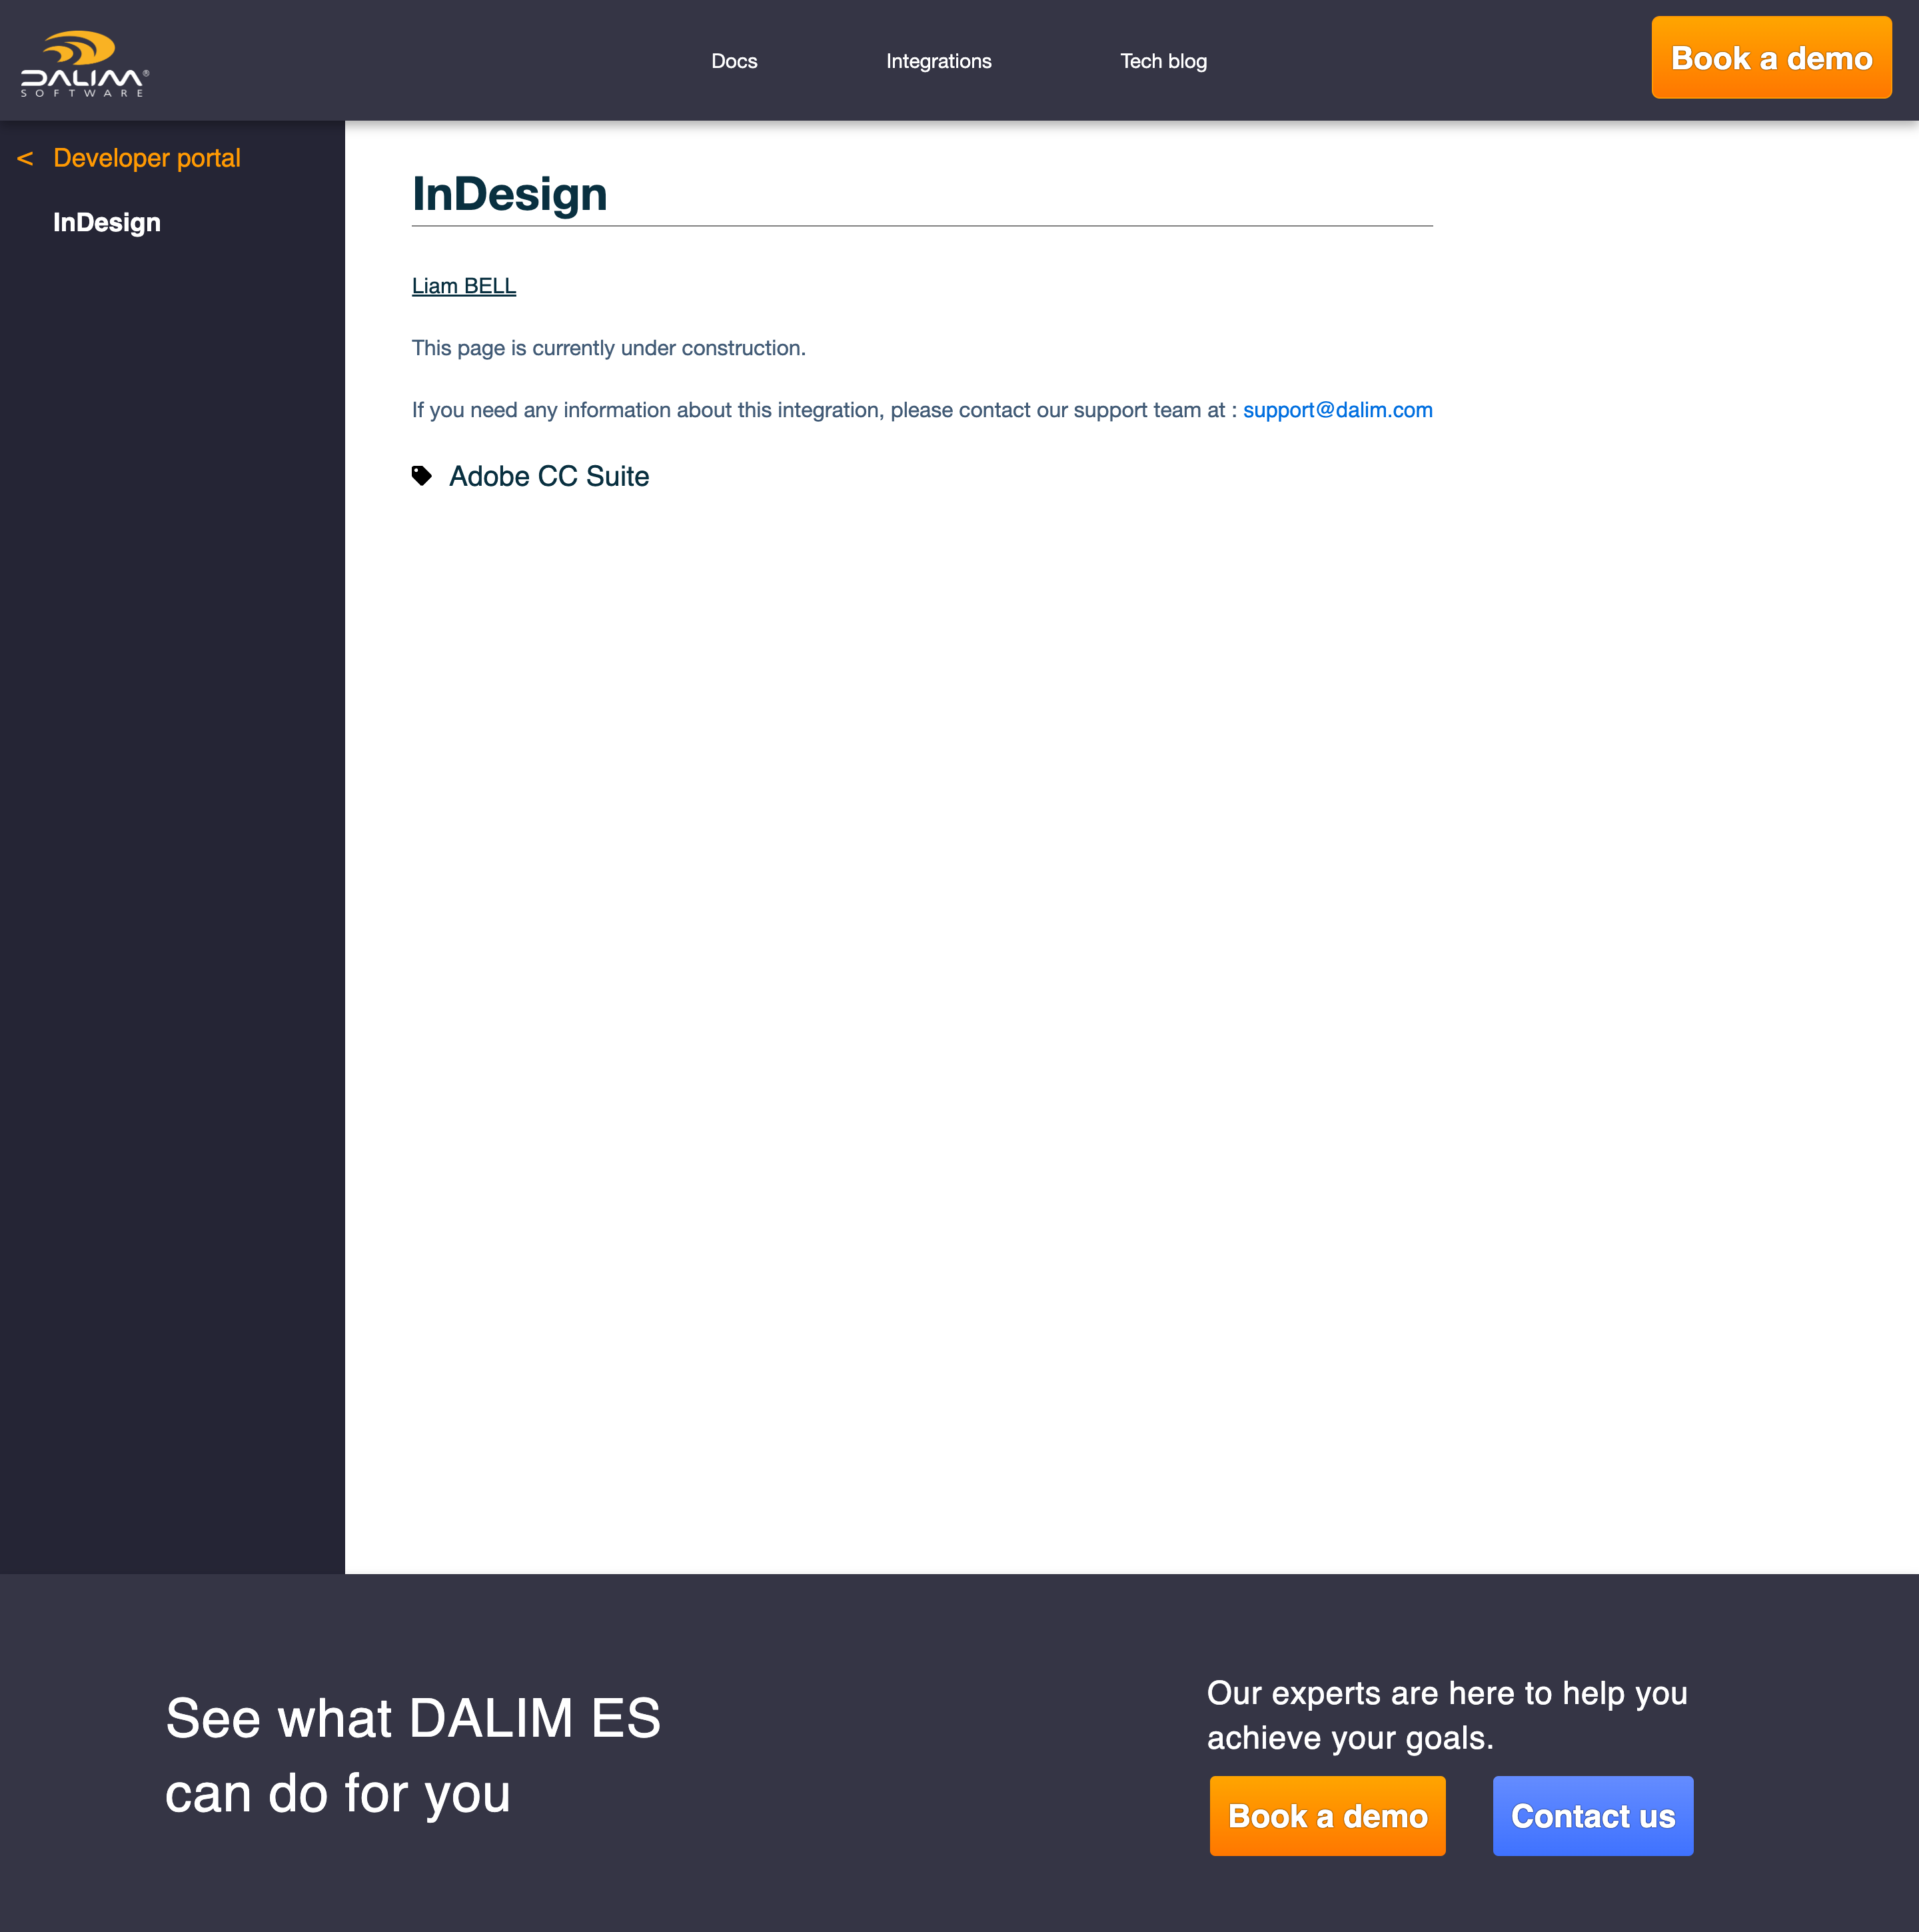 DALIM®
SOFTWARE
Docs
Integrations
Tech blog
Book a demo
< Developer portal
InDesign
InDesign
Liam BELL
This page is currently under construction.
If you need any information about this integration, please contact our support team at : support@dalim.com
Adobe CC Suite
See what DALIM ES
can do for you
Our experts are here to help you
achieve your goals.
Book a demo
Contact us